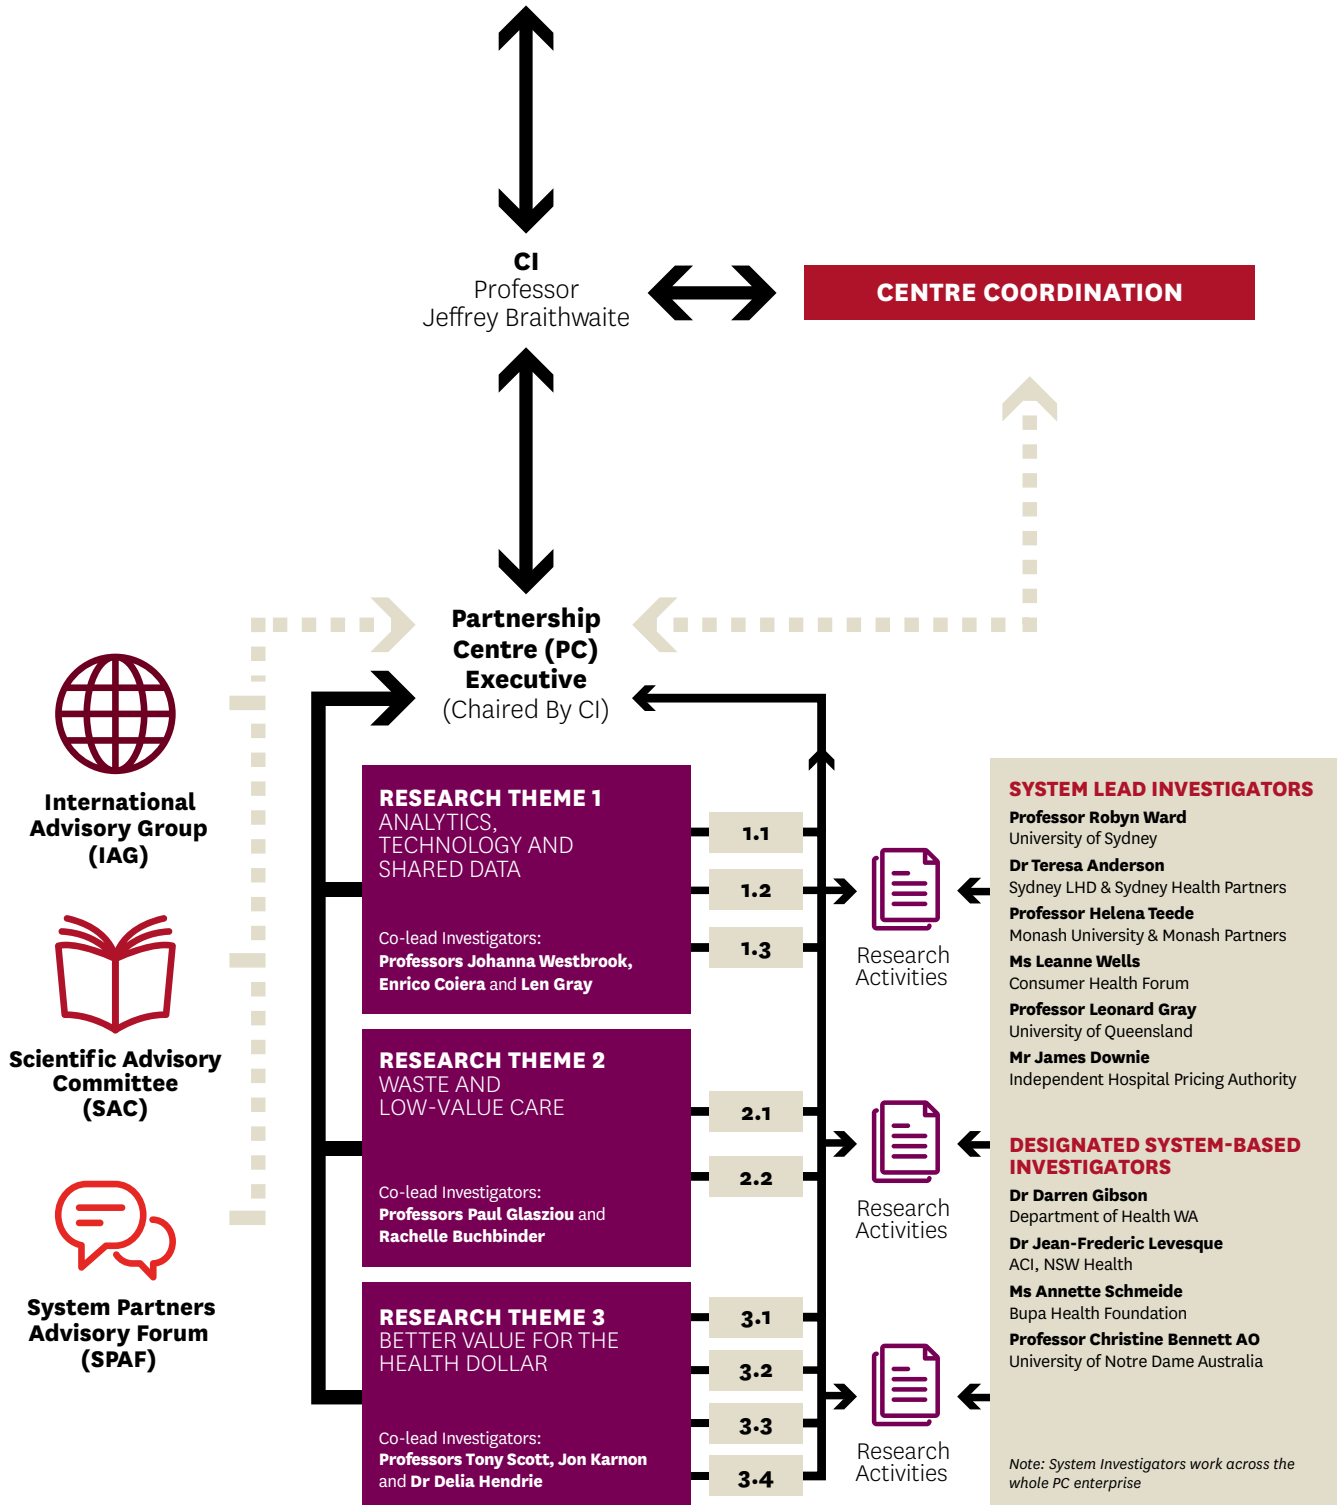 CI
Professor
Jeffrey Braithwaite
CENTRE COORDINATION
Partnership
Centre (PC)
Executive
(Chaired By CI)
International
Advisory Group
(IAG)
Scientific Advisory
Committee
(SAC)
System Partners
Advisory Forum
(SPAF)
RESEARCH THEME 1
ANALYTICS,
TECHNOLOGY AND
SHARED DATA
Co-lead Investigators:
Professors Johanna Westbrook,
Enrico Coiera and Len Gray
1.1
1.2
1.3
Research
Activities
RESEARCH THEME 2
WASTE AND
LOW-VALUE CARE
Co-lead Investigators:
Professors Paul Glasziou and
Rachelle Buchbinder
2.1
2.2
Research
Activities
RESEARCH THEME 3
BETTER VALUE FOR THE
HEALTH DOLLAR
Co-lead Investigators:
Professors Tony Scott, Jon Karnon
and Dr Delia Hendrie
3.1
3.2
3.3
3.4
Research
Activities
SYSTEM LEAD INVESTIGATORS
Professor Robyn Ward
University of Sydney
Dr Teresa Anderson
Sydney LHD & Sydney Health Partners
Professor Helena Teede
Monash University & Monash Partners
Ms Leanne Wells
Consumer Health Forum
Professor Leonard Gray
University of Queensland
Mr James Downie
Independent Hospital Pricing Authority
DESIGNATED SYSTEM-BASED
INVESTIGATORS
Dr Darren Gibson
Department of Health WA
Dr Jean-Frederic Levesque
ACI, NSW Health
Ms Annette Schmeide
Bupa Health Foundation
Professor Christine Bennett AO
University of Notre Dame Australia
Note: System Investigators work across the
whole PC enterprise